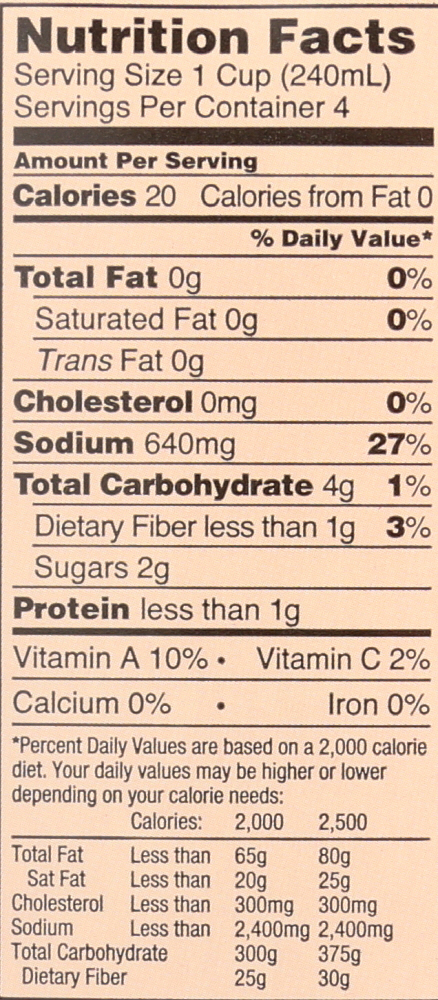 Nutrition Facts
Serving Size 1 Cup (240mL)
Servings Per Container 4
Amount Per Serving
Calories 20 Calories from Fat 0
% Daily Value*
Total Fat 0g 0%
Saturated Fat 0g 0%
Trans Fat 0g
Cholesterol 0mg 0%
Sodium 640mg 27%
Total Carbohydrate 4g 1%
Dietary Fiber less than 1g 3%
Sugars 2g
Protein less than 1g
Vitamin A 10% • Vitamin C 2%
Calcium 0% • Iron 0%
*Percent Daily Values are based on a 2,000 calorie
diet. Your daily values may be higher or lower
depending on your calorie needs:
Calories: 2,000 2,500
Total Fat Less than 65g 80g
Sat Fat Less than 20g 25g
Cholesterol Less than 300mg 300mg
Sodium Less than 2,400mg 2,400mg
Total Carbohydrate 300g 375g
Dietary Fiber 25g 30g